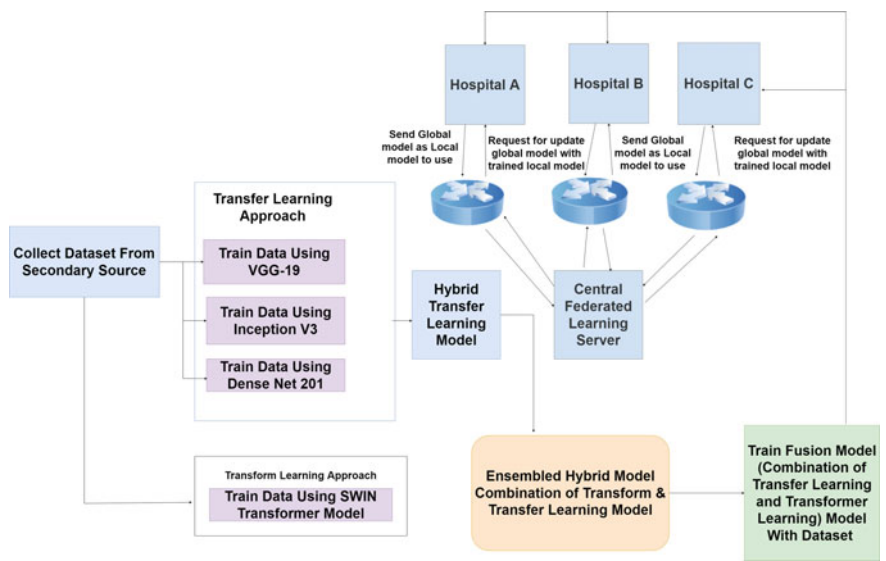 Hospital A
Hospital B
Hospital C
Send Global
model as Local
model to use
Request for update
global model with
trained local model
Send Global
model as Local
model to use
Request for update
global model with
trained local model
Transfer Learning
Approach
Collect Dataset From
Secondary Source
Train Data Using
VGG-19
Train Data Using
Inception V3
Train Data Using
Dense Net 201
Hybrid
Transfer
Learning
Model
Central
Federated
Learning
Server
Transform Learning Approach
Train Data Using SWIN
Transformer Model
Ensembled Hybrid Model
Combination of Transform &
Transfer Learning Model
Train Fusion Model
(Combination of
Transfer Learning
and Transformer
Learning) Model
With Dataset